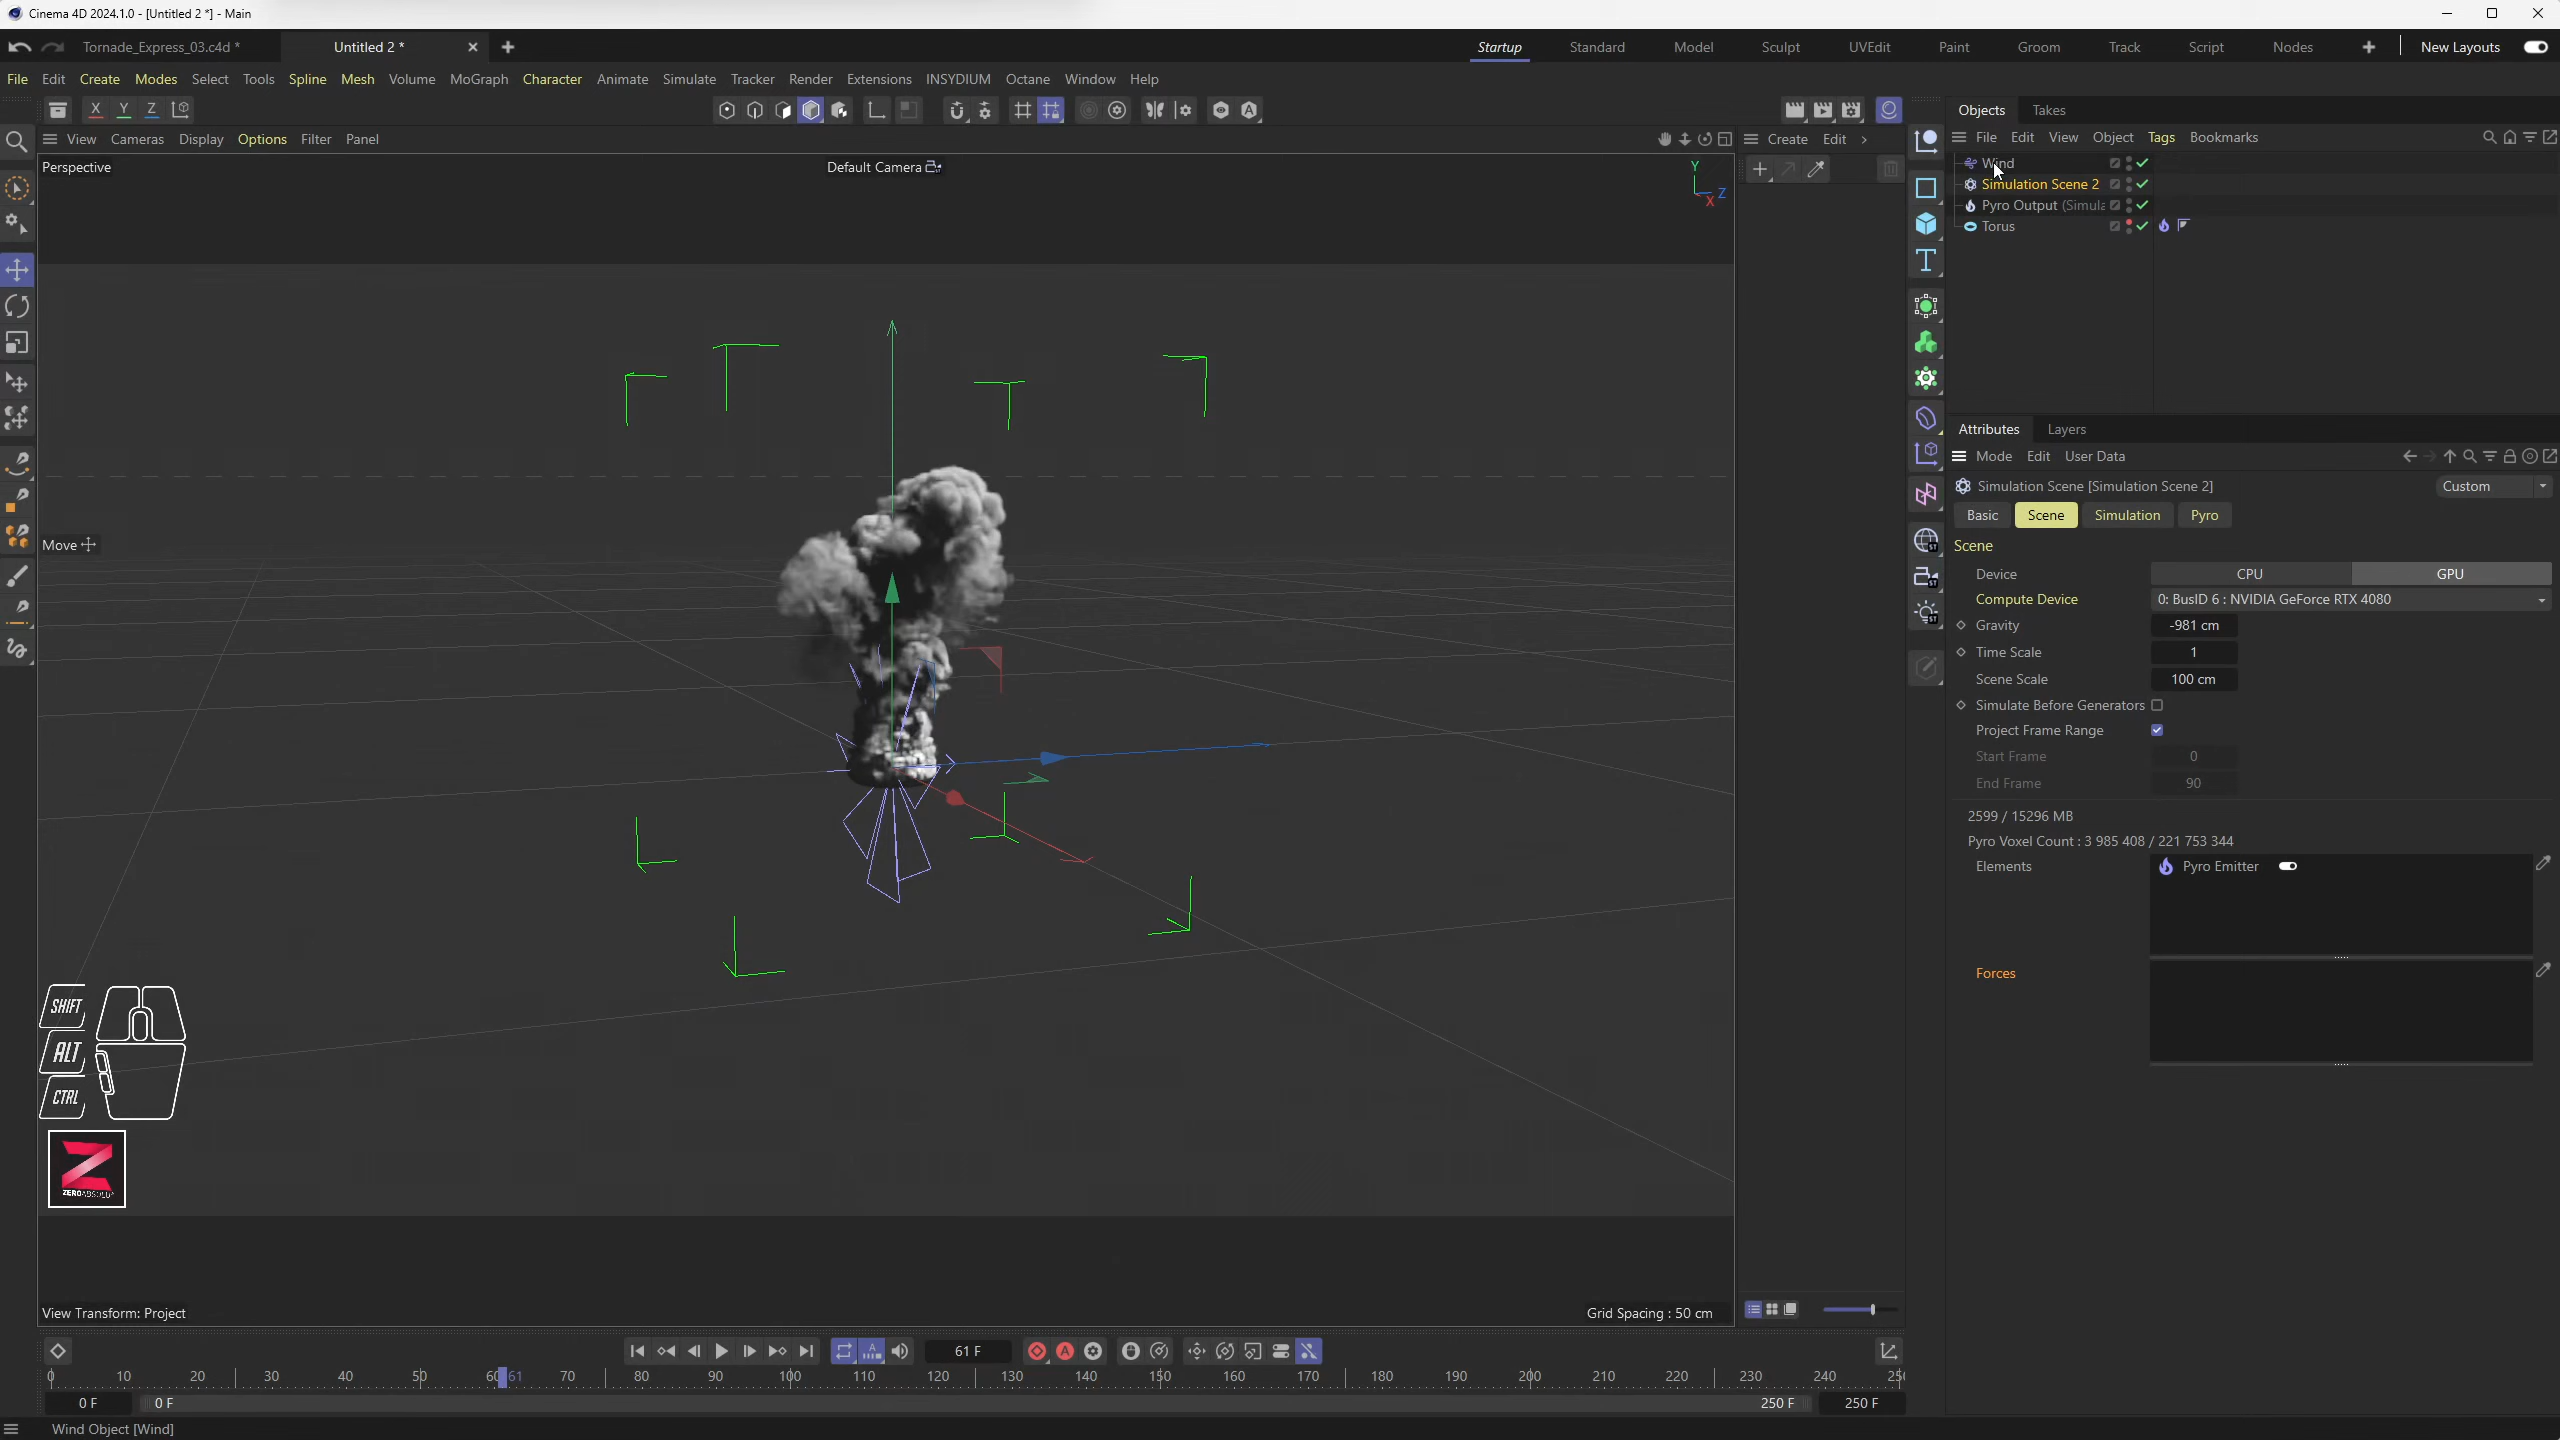 Cinema 4D 2024.1.0 - [Untitled 2 *] - Main
Tornade_Express_03.c4d *
Untitled 2 *
Startup Standard Model Sculpt UVEdit Paint Groom Track Script Nodes New Layouts
File Edit Create Modes Select Tools Spline Mesh Volume MoGraph Character Animate Simulate Tracker Render Extensions INSYDIUM Octane Window Help
X Y Z
View Cameras Display Options Filter Panel
Create Edit
Objects Takes
File Edit View Object Tags Bookmarks
Perspective
Default Camera
Y
Z
X
Wind
Simulation Scene 2
Pyro Output (Simula
Torus
Attributes Layers
Mode Edit User Data
Simulation Scene [Simulation Scene 2]
Custom
Basic Scene Simulation Pyro
Scene
Device CPU GPU
Compute Device 0: BusID 6 : NVIDIA GeForce RTX 4080
Gravity -981 cm
Time Scale 1
Scene Scale 100 cm
Simulate Before Generators
Project Frame Range
Start Frame 0
End Frame 90
2599 / 15296 MB
Pyro Voxel Count : 3 985 408 / 221 753 344
Elements Pyro Emitter
Forces
Move
SHIFT
ALT
CTRL
Z
ZEROABSOLU
View Transform: Project
Grid Spacing : 50 cm
61 F
0 10 20 30 40 50 60 61 70 80 90 100 110 120 130 140 150 160 170 180 190 200 210 220 230 240 25
0 F 0 F 250 F 250 F
Wind Object [Wind]